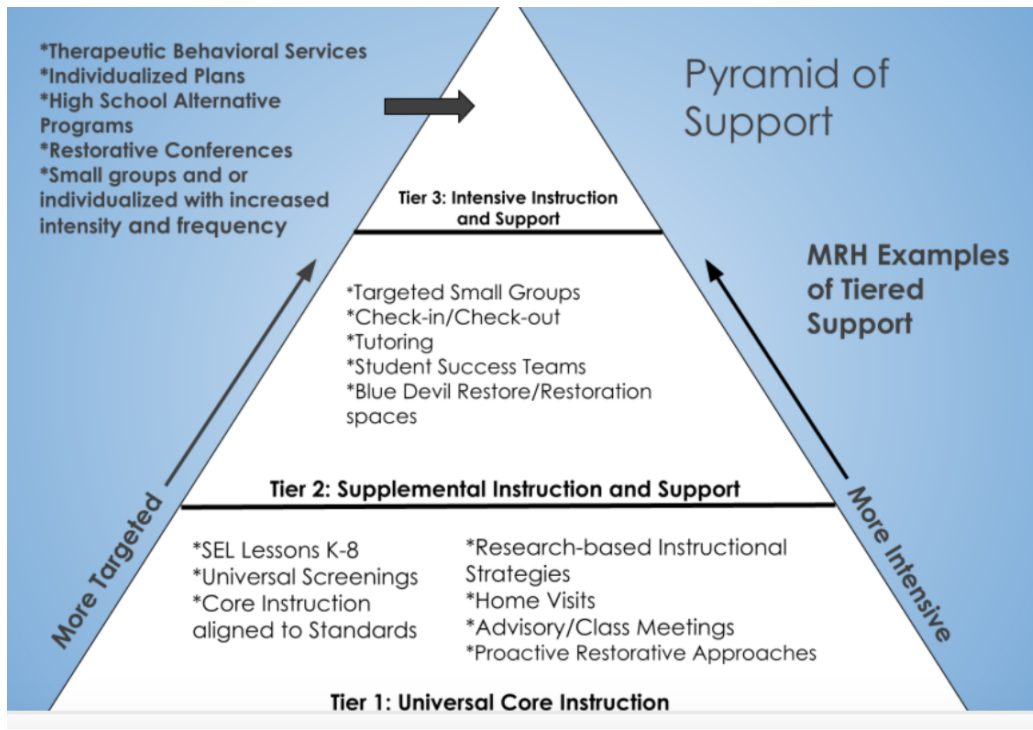 *Therapeutic Behavioral Services
*Individualized Plans
*High School Alternative
Programs
*Restorative Conferences
*Small groups and or
individualized with increased
intensity and frequency
Pyramid of
Support
Tier 3: Intensive Instruction
and Support
MRH Examples
of Tiered
Support
*Targeted Small Groups
*Check-in/Check-out
*Tutoring
*Student Success Teams
*Blue Devil Restore/Restoration
spaces
Tier 2: Supplemental Instruction and Support
More Targeted
More Intensive
*SEL Lessons K-8
*Universal Screenings
*Core Instruction
aligned to Standards
*Research-based Instructional
Strategies
*Home Visits
*Advisory/Class Meetings
*Proactive Restorative Approaches
Tier 1: Universal Core Instruction